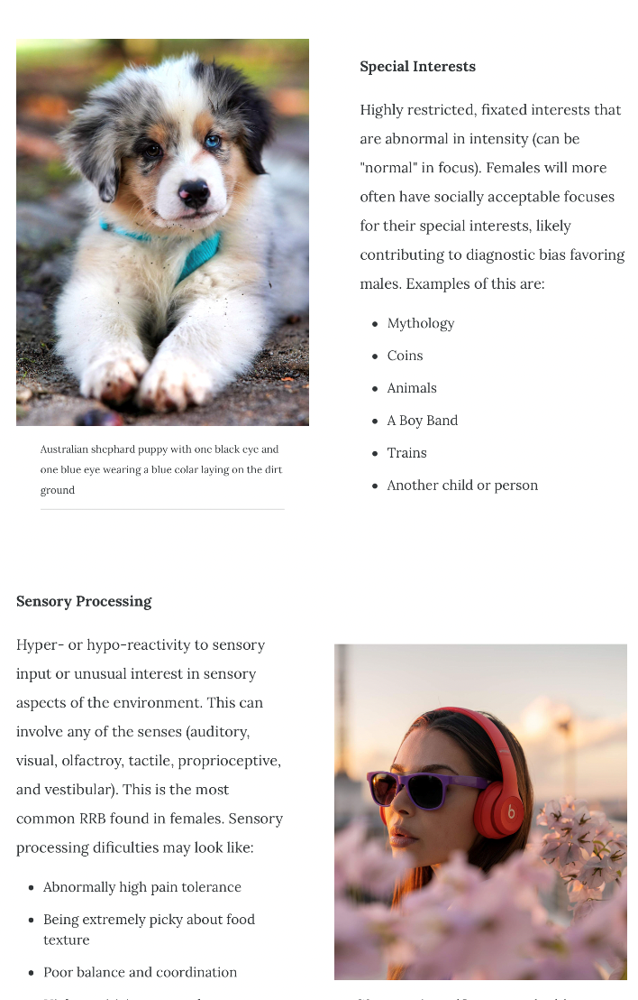 Special Interests
Highly restricted, fixated interests that
are abnormal in intensity (can be
"normal" in focus). Females will more
often have socially acceptable focuses
for their special interests, likely
contributing to diagnostic bias favoring
males. Examples of this are:
• Mythology
• Coins
• Animals
• A Boy Band
• Trains
• Another child or person
Australian shephard puppy with one black eye and
one blue eye wearing a blue colar laying on the dirt
ground
Sensory Processing
Hyper- or hypo-reactivity to sensory
input or unusual interest in sensory
aspects of the environment. This can
involve any of the senses (auditory,
visual, olfactroy, tactile, proprioceptive,
and vestibular). This is the most
common RRB found in females. Sensory
processing dificulties may look like:
• Abnormally high pain tolerance
• Being extremely picky about food
texture
• Poor balance and coordination